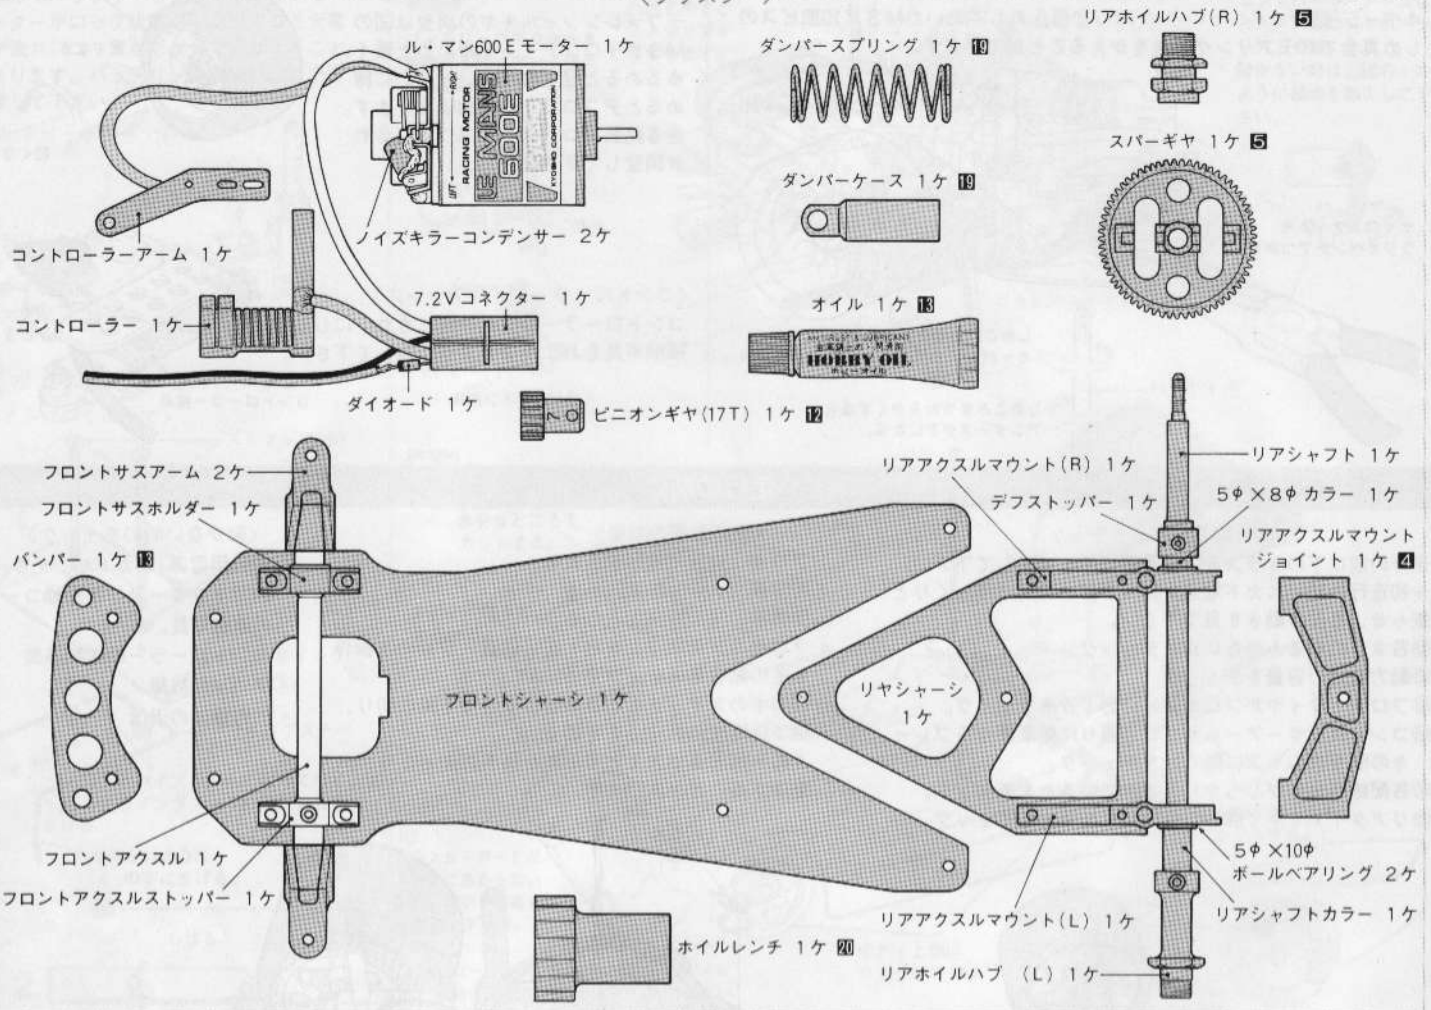 リアホイルハブ(R) 1ケ 5
ル・マン600Eモーター 1ケ
ダンパースプリング 1ケ 19
スパーギヤ 1ケ 5
LEFT RIGHT
RACING MOTOR
LE MANS
600E
KYOSHO CORPORATION
ダンパーケース 1ケ 19
ノイズキラーコンデンサー 2ケ
コントローラーアーム 1ケ
7.2Vコネクター 1ケ
オイル 1ケ 13
コントローラー 1ケ
HOBBY OIL
ホビーオイル
ダイオード 1ケ
ピニオンギヤ(17T) 1ケ 12
フロントサスアーム 2ケ
リアアクスルマウント(R) 1ケ
リアシャフト 1ケ
フロントサスホルダー 1ケ
デフストッパー 1ケ
5φ×8φカラー 1ケ
バンパー 1ケ 13
リアアクスルマウント
ジョイント 1ケ 4
フロントシャーシ 1ケ
リヤシャーシ
1ケ
フロントアクスル 1ケ
5φ×10φ
ボールベアリング 2ケ
フロントアクスルストッパー 1ケ
リアアクスルマウント(L) 1ケ
リアシャフトカラー 1ケ
ホイルレンチ 1ケ 20
リアホイルハブ (L) 1ケ